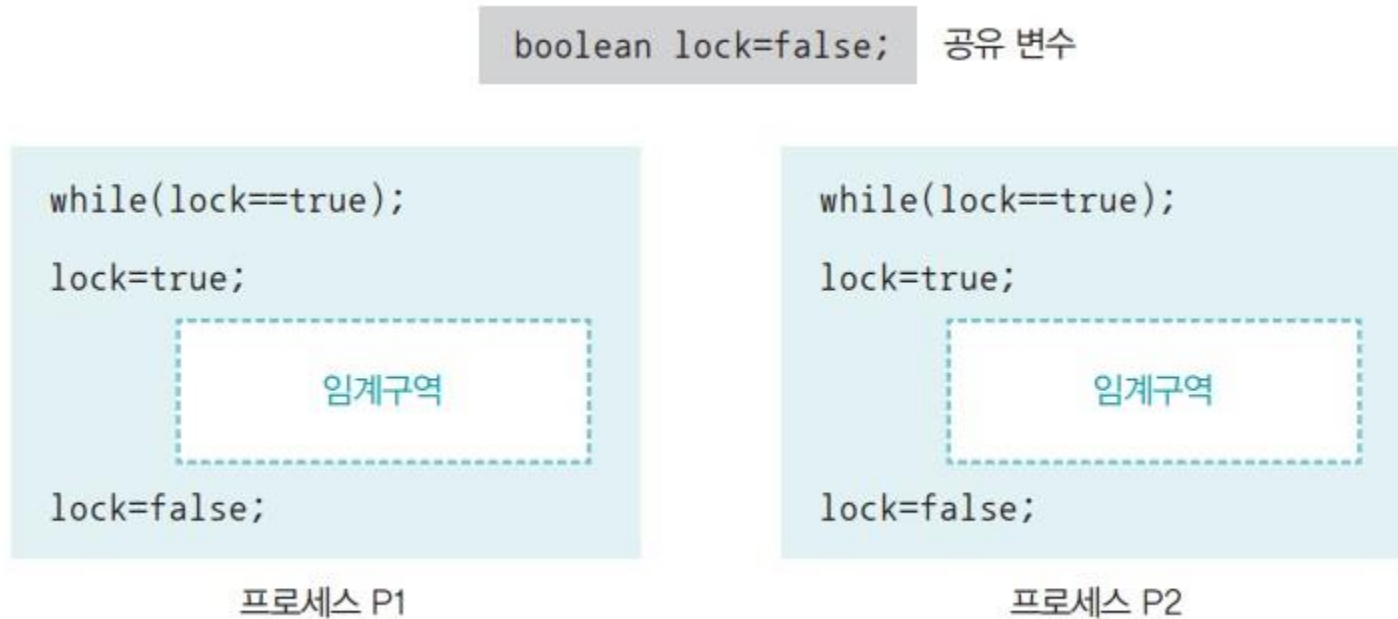 boolean lock=false; 공유 변수
while(lock==true);
lock=true;
임계구역
lock=false;
프로세스 P1
while(lock==true);
lock=true;
임계구역
lock=false;
프로세스 P2